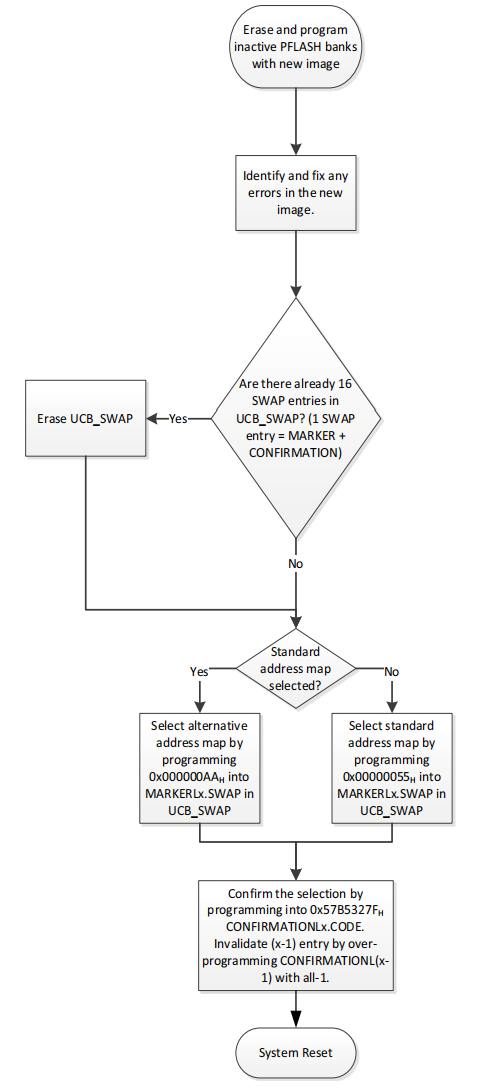 Erase and program
inactive PFLASH banks
with new image
Identify and fix any
errors in the new
image.
Are there already 16
SWAP entries in
UCB_SWAP? (1 SWAP
entry = MARKER +
CONFIRMATION)
Yes
Erase UCB_SWAP
No
Standard
address map
selected?
Yes
No
Select alternative
address map by
programming
0x000000AAH into
MARKERLx.SWAP in
UCB_SWAP
Select standard
address map by
programming
0x00000055H into
MARKERLx.SWAP in
UCB_SWAP
Confirm the selection by
programming into 0x57B5327FH
CONFIRMATIONLx.CODE.
Invalidate (x-1) entry by over-
programming CONFIRMATIONL(x-
1) with all-1.
System Reset